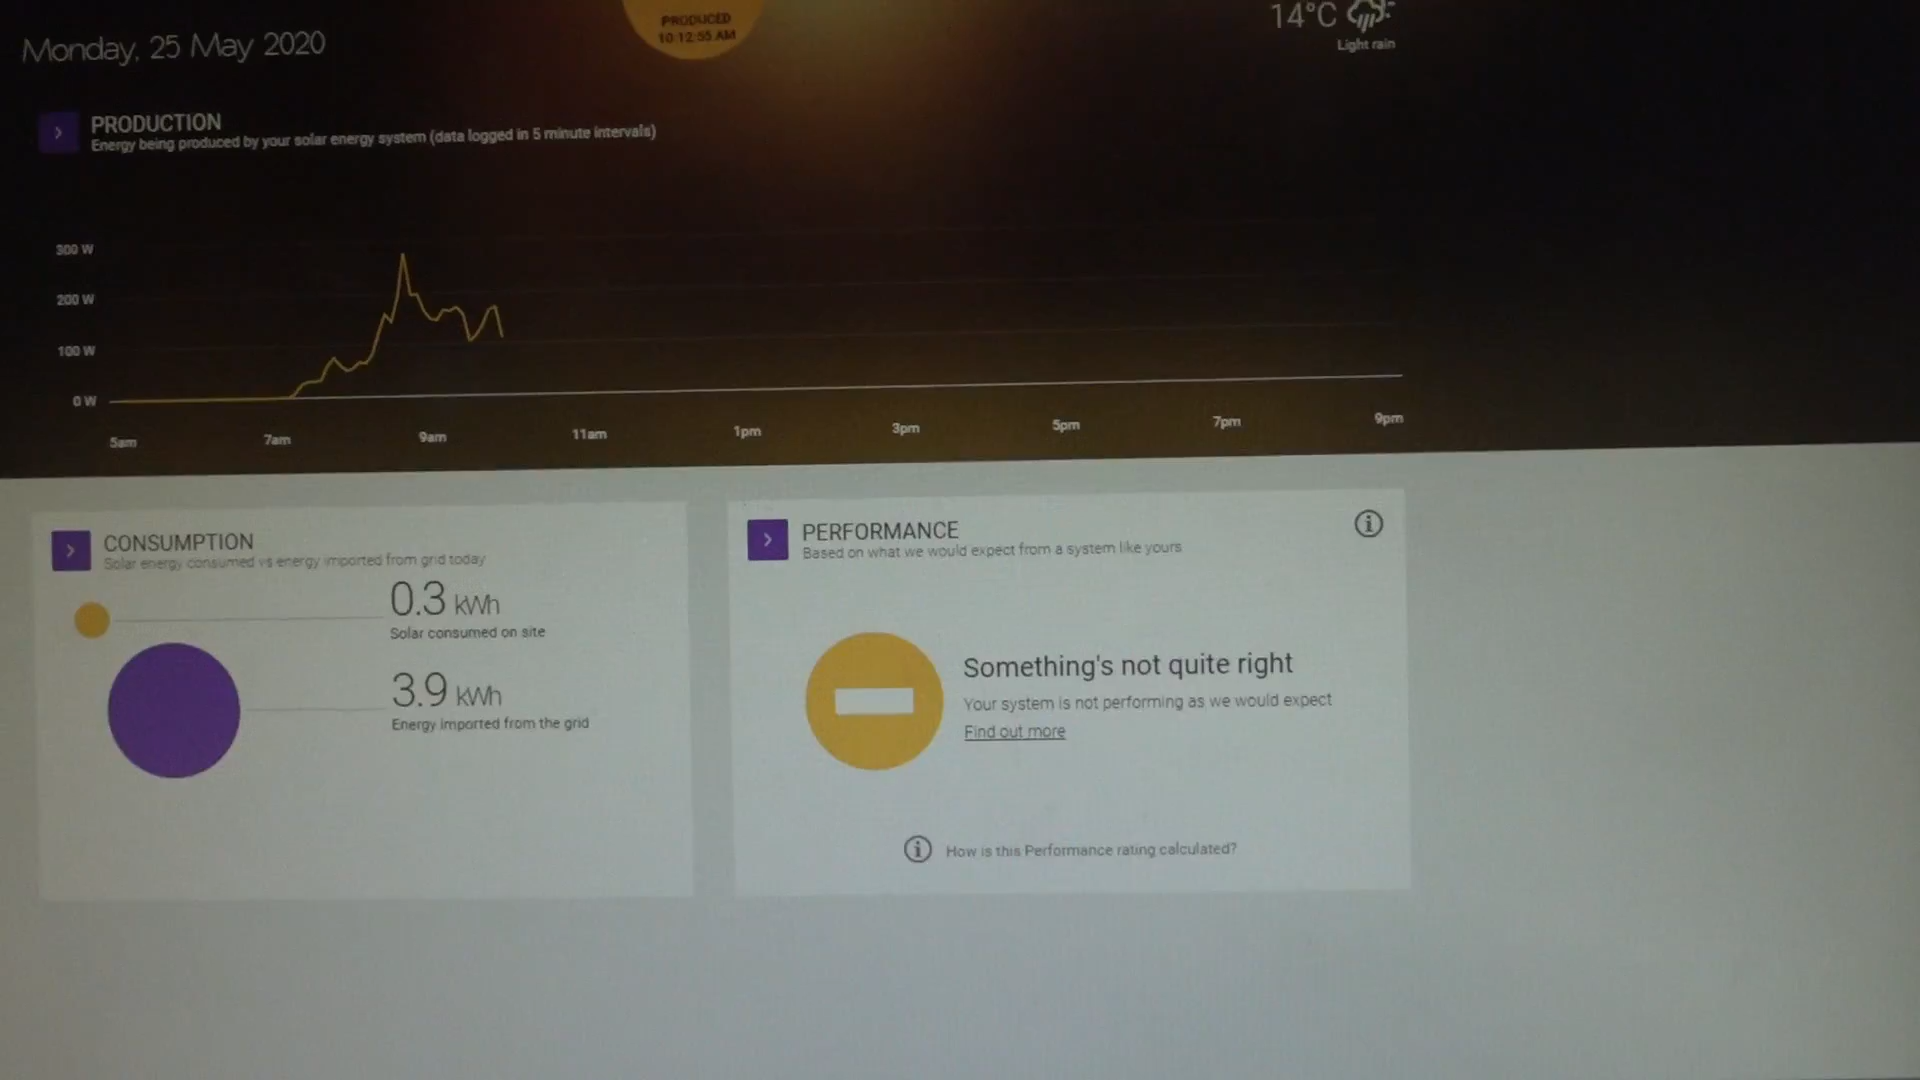 PRODUCED
10:12:55 AM
14°C
Light rain
Monday, 25 May 2020
PRODUCTION
Energy being produced by your solar energy system (data logged in 5 minute intervals)
300 W
200 W
100 W
0 W
5am 7am 9am 11am 1pm 3pm 5pm 7pm 9pm
CONSUMPTION
Solar energy consumed vs energy imported from grid today
0.3 kWh
Solar consumed on site
3.9 kWh
Energy imported from the grid
PERFORMANCE
Based on what we would expect from a system like yours
Something's not quite right
Your system is not performing as we would expect
Find out more
How is this Performance rating calculated?